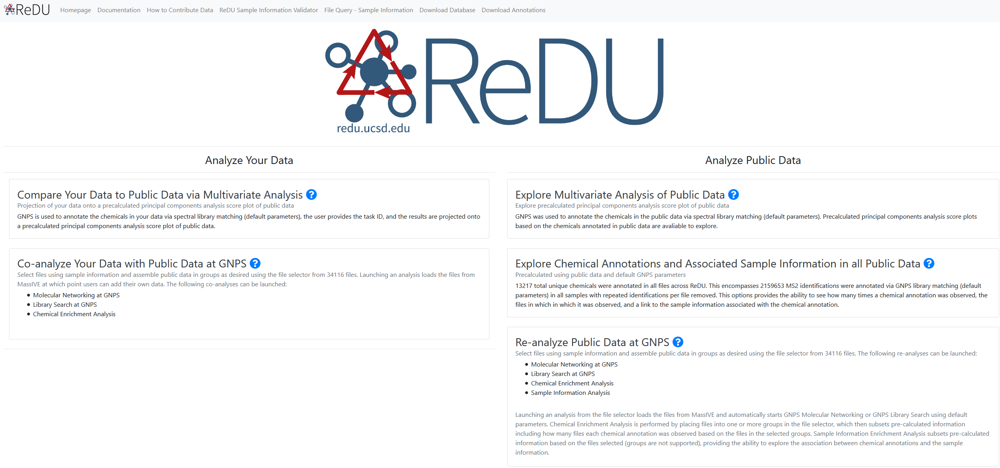 ReDU Homepage Documentation How to Contribute Data ReDU Sample Information Validator File Query - Sample Information Download Database Download Annotations
ReDU
redu.ucsd.edu
Analyze Your Data
Compare Your Data to Public Data via Multivariate Analysis ?
Projection of your data onto a precalculated principal components analysis score plot of public data
GNPS is used to annotate the chemicals in your data via spectral library matching (default parameters), the user provides the task ID, and the results are projected onto
a precalculated principal components analysis score plot of public data.
Co-analyze Your Data with Public Data at GNPS ?
Select files using sample information and assemble public data in groups as desired using the file selector from 34116 files. Launching an analysis loads the files from
MassIVE at which point users can add their own data. The following co-analyses can be launched:
• Molecular Networking at GNPS
• Library Search at GNPS
• Chemical Enrichment Analysis
Analyze Public Data
Explore Multivariate Analysis of Public Data ?
Explore precalculated principal components analysis score plot of public data
GNPS was used to annotate the chemicals in the public data via spectral library matching (default parameters). Precalculated principal components analysis score plots
based on the chemicals annotated in public data are avaliable to explore.
Explore Chemical Annotations and Associated Sample Information in all Public Data ?
Precalculated using public data and default GNPS parameters
13217 total unique chemicals were annotated in all files across ReDU. This encompasses 2159653 MS2 identifications were annotated via GNPS library matching (default
parameters) in all samples with repeated identifications per file removed. This options provides the ability to see how many times a chemical annotation was observed, the
files in which in which it was observed, and a link to the sample information associated with the chemical annotation.
Re-analyze Public Data at GNPS ?
Select files using sample information and assemble public data in groups as desired using the file selector from 34116 files. The following re-analyses can be launched:
• Molecular Networking at GNPS
• Library Search at GNPS
• Chemical Enrichment Analysis
• Sample Information Analysis
Launching an analysis from the file selector loads the files from MassIVE and automatically starts GNPS Molecular Networking or GNPS Library Search using default
parameters. Chemical Enrichment Analysis is performed by placing files into one or more groups in the file selector, which then subsets pre-calculated information
including how many files each chemical annotation was observed based on the files in the selected groups. Sample Information Enrichment Analysis subsets pre-calculated
information based on the files selected (groups are not supported), providing the ability to explore the association between chemical annotations and the sample
information.